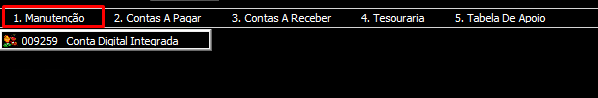 1. Manutenção 2. Contas A Pagar 3. Contas A Receber 4. Tesouraria 5. Tabela De Apoio
009259 Conta Digital Integrada